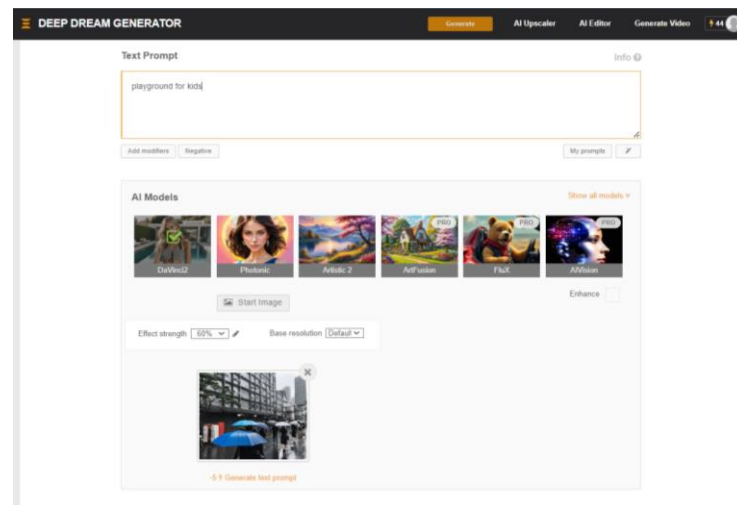 DEEP DREAM GENERATOR
Generate AI Upscaler AI Editor Generate Video 44
Text Prompt Info
playground for kids
Add modifiers Negative My prompts
AI Models Show all models »
PRO PRO PRO
DaVinci2 Photonic Artistic 2 ArtFusion FluX AIVision
Start Image Enhance
Effect strength 60% Base resolution Default
-5 Generate text prompt